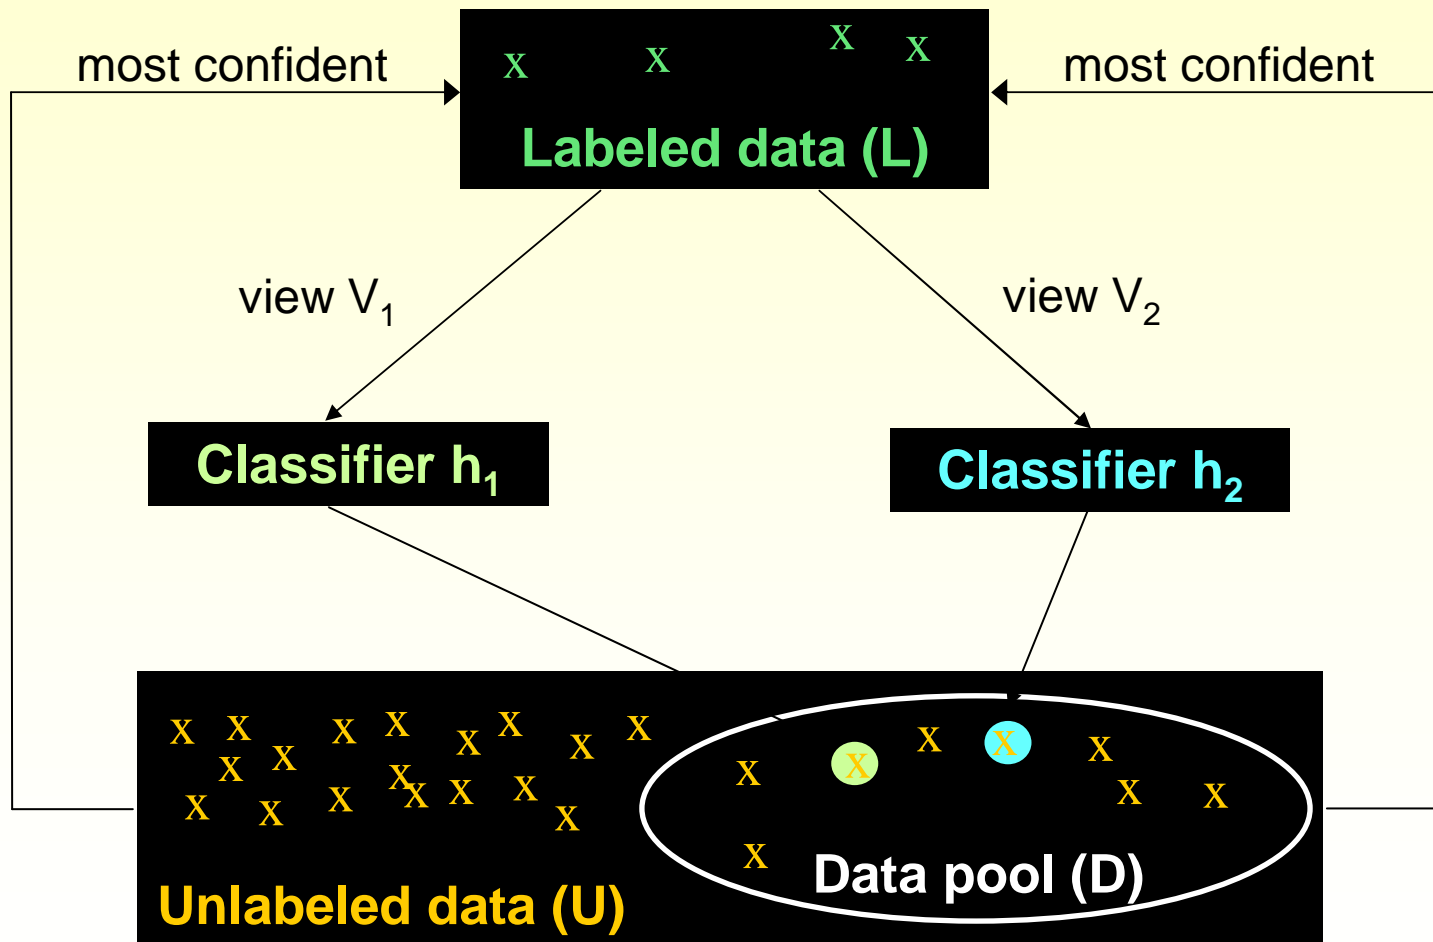 most confident
x x x x
most confident
Labeled data (L)
view V₁
view V₂
Classifier h₁
Classifier h₂
x x x x x x x x x x x x x x x x x x
x x x x x x x x
Data pool (D)
Unlabeled data (U)